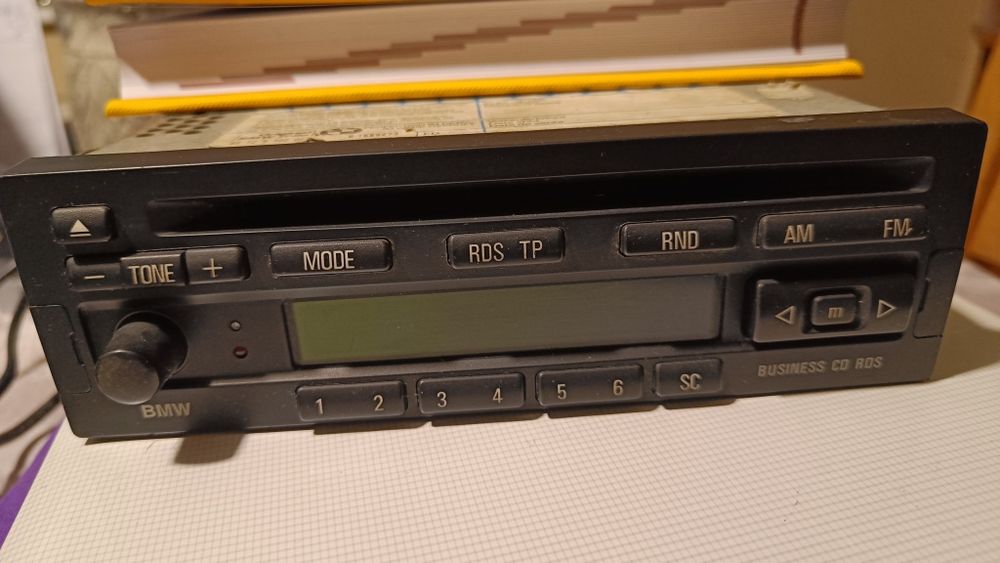 − TONE +
MODE
RDS TP
RND
AM FM
m
BMW
1 2
3 4
5 6
SC
BUSINESS CD RDS